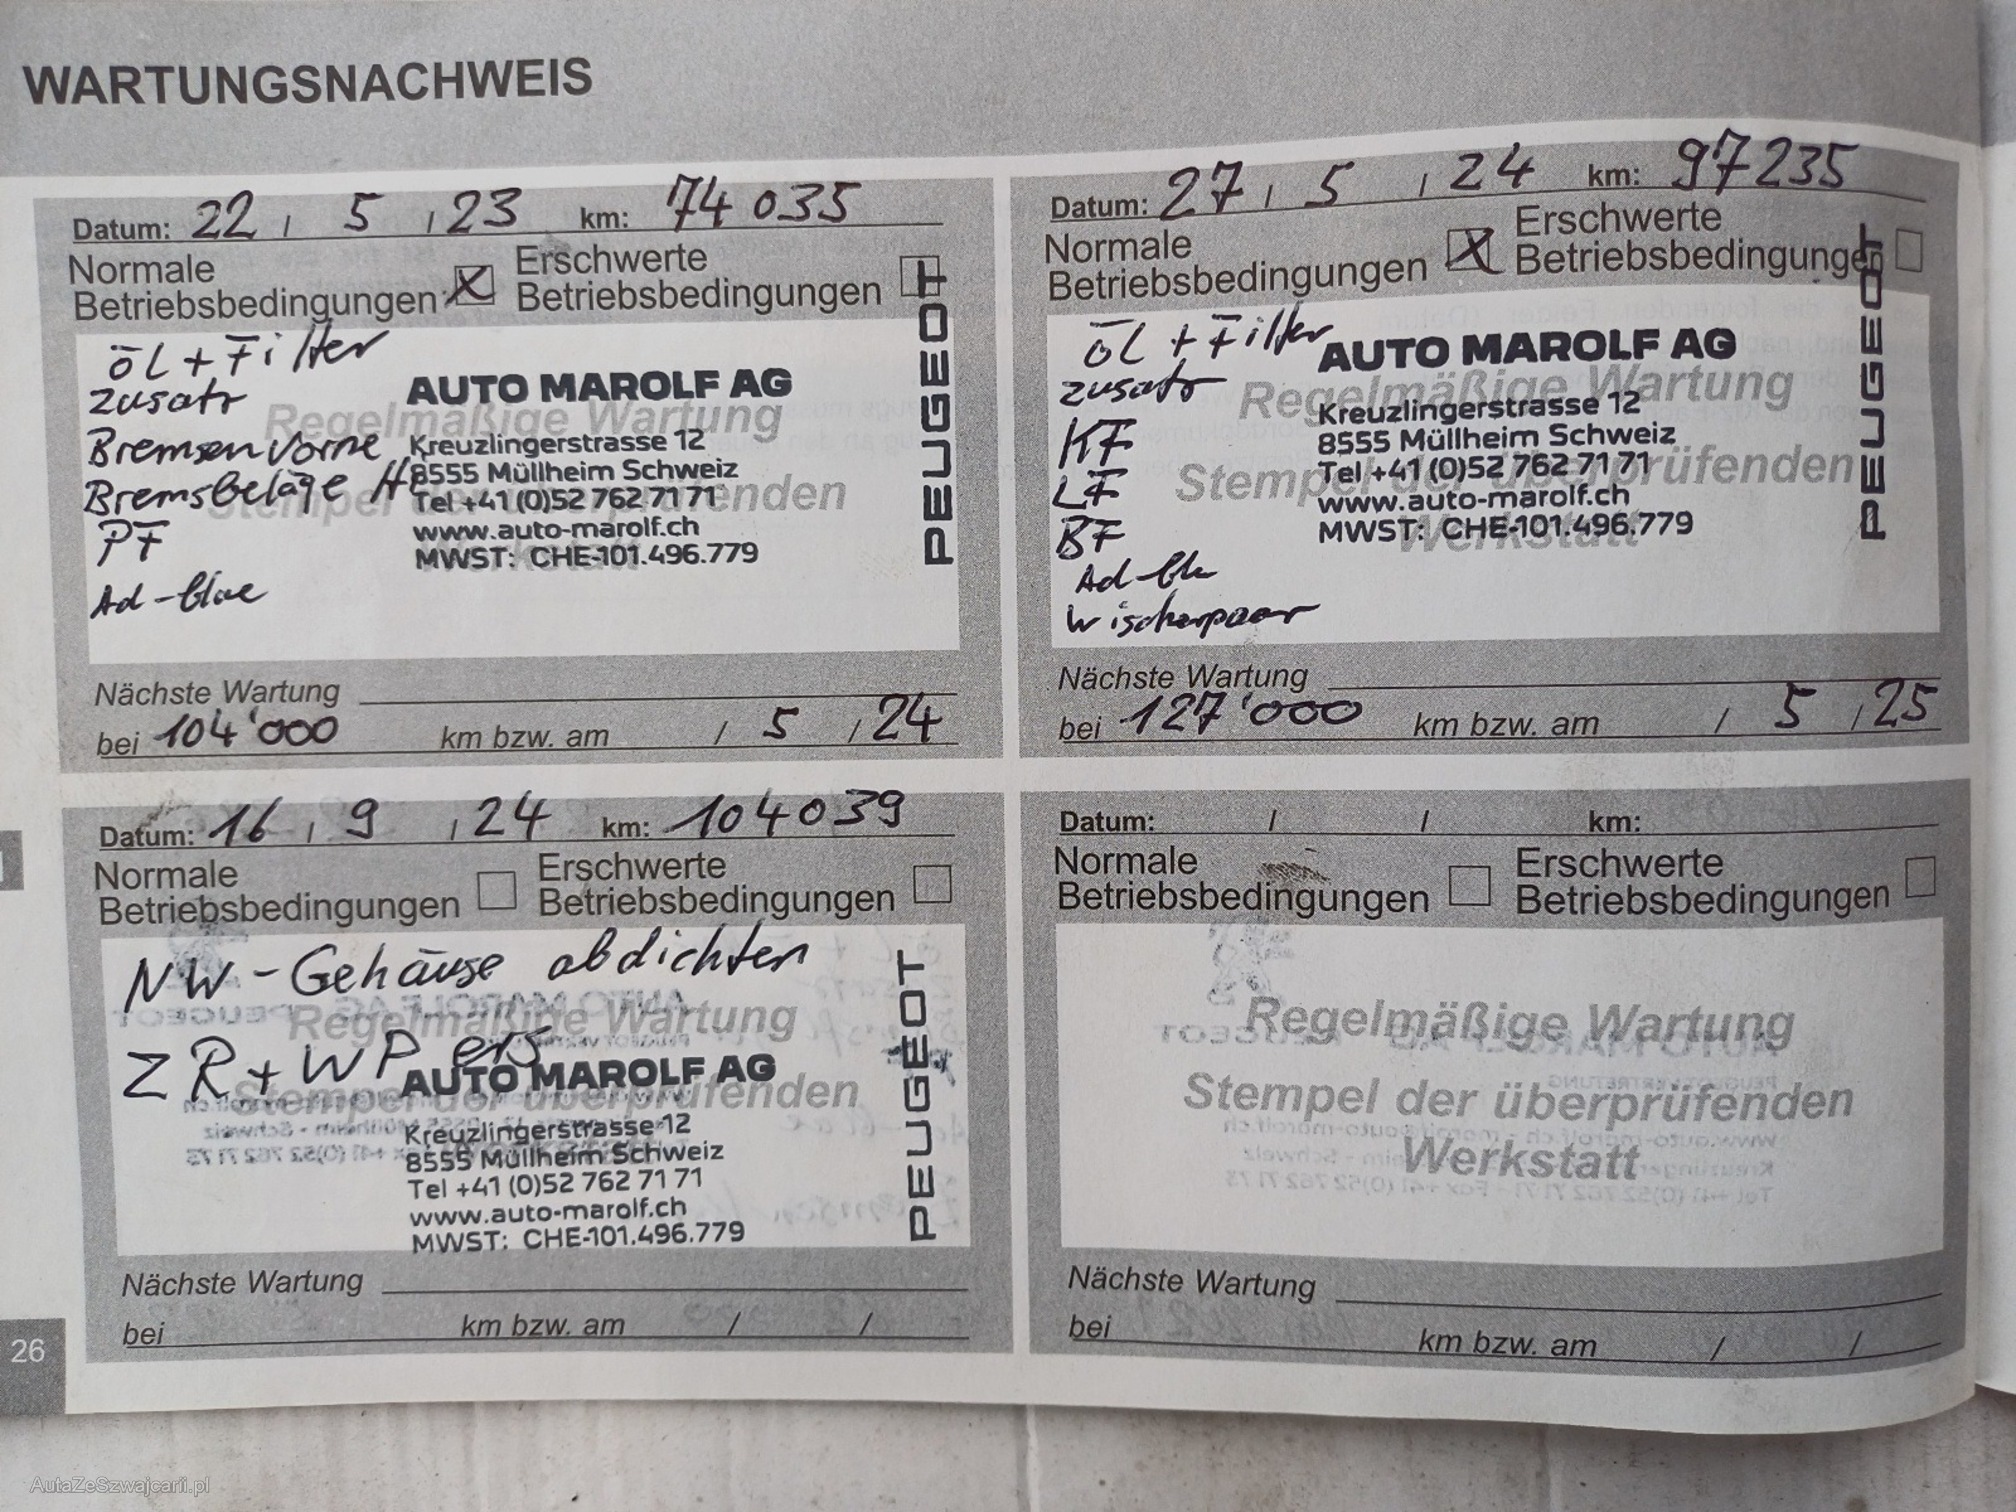 WARTUNGSNACHWEIS
Datum: 22 / 5 / 23 km: 74 035
Normale Betriebsbedingungen X Erschwerte Betriebsbedingungen
öL + Filter
zusatz
Bremsen vorne
Bremsbeläge
PF
Ad-blue
Regelmäßige Wartung
Stempel der überprüfenden
Werkstatt
AUTO MAROLF AG
Kreuzlingerstrasse 12
8555 Müllheim Schweiz
Tel +41 (0)52 762 71 71
www.auto-marolf.ch
MWST: CHE-101.496.779
PEUGEOT
Nächste Wartung
bei 104'000 km bzw. am / 5 / 24
Datum: 27 / 5 / 24 km: 97235
Normale Betriebsbedingungen X Erschwerte Betriebsbedingungen
öL + Filter
zusatz
KF
LF
BF
Ad-blu
Wischerpaar
Regelmäßige Wartung
Stempel der überprüfenden
Werkstatt
AUTO MAROLF AG
Kreuzlingerstrasse 12
8555 Müllheim Schweiz
Tel +41 (0)52 762 71 71
www.auto-marolf.ch
MWST: CHE-101.496.779
PEUGEOT
Nächste Wartung
bei 127'000 km bzw. am / 5 / 25
Datum: 16 / 9 / 24 km: 104039
Normale Betriebsbedingungen Erschwerte Betriebsbedingungen
NW-Gehäuse abdichten
ZR+WP ers
Regelmäßige Wartung
Stempel der überprüfenden
AUTO MAROLF AG
Kreuzlingerstrasse 12
8555 Müllheim Schweiz
Tel +41 (0)52 762 71 71
www.auto-marolf.ch
MWST: CHE-101.496.779
PEUGEOT
Nächste Wartung
bei km bzw. am / /
Datum: / / km:
Normale Betriebsbedingungen Erschwerte Betriebsbedingungen
Regelmäßige Wartung
Stempel der überprüfenden
Werkstatt
Nächste Wartung
bei km bzw. am / /
26
AutaZeSzwajcarii.pl